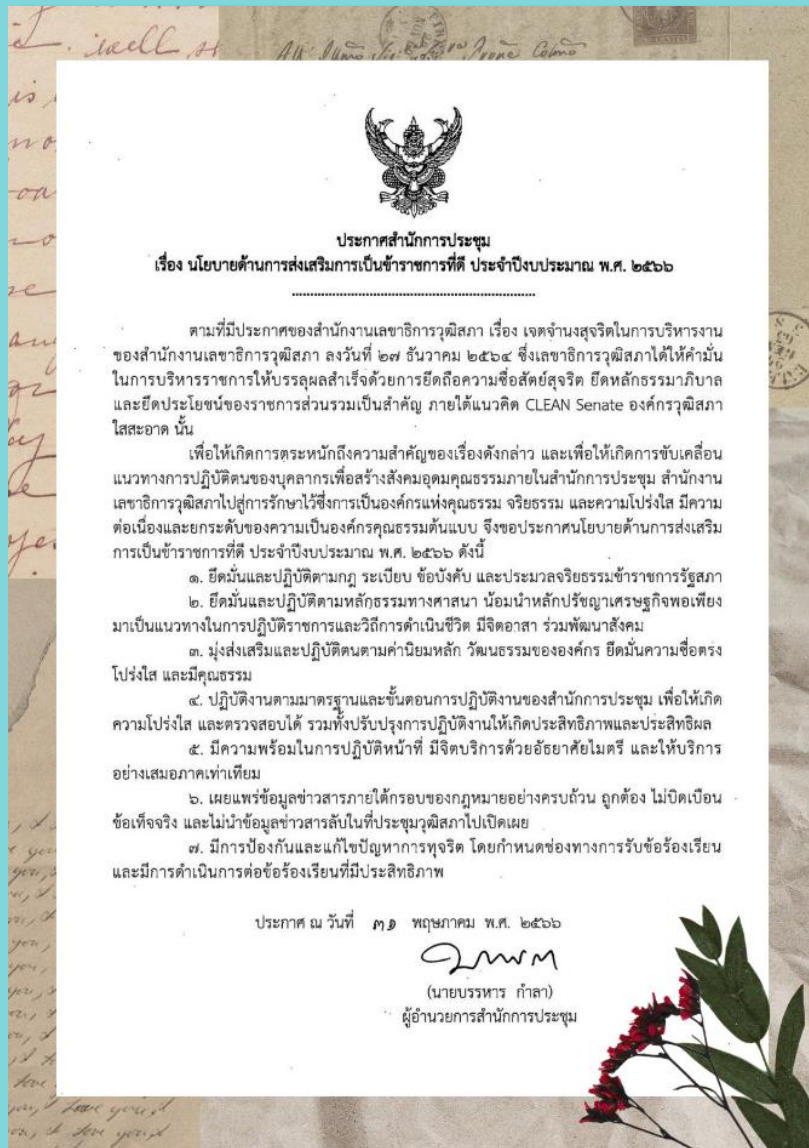 ประกาศสำนักการประชุม
เรื่อง นโยบายด้านการส่งเสริมการเป็นข้าราชการที่ดี ประจำปีงบประมาณ พ.ศ. ๒๕๖๖
ตามที่มีประกาศของสำนักงานเลขาธิการวุฒิสภา เรื่อง เจตจำนงสุจริตในการบริหารงาน
ของสำนักงานเลขาธิการวุฒิสภา ลงวันที่ ๒๗ ธันวาคม ๒๕๖๔ ซึ่งเลขาธิการวุฒิสภาได้ให้คำมั่น
ในการบริหารราชการให้บรรลุผลสำเร็จด้วยการยึดถือความซื่อสัตย์สุจริต ยึดหลักธรรมาภิบาล
และยึดประโยชน์ของราชการส่วนรวมเป็นสำคัญ ภายใต้แนวคิด CLEAN Senate องค์กรวุฒิสภา
ใสสะอาด นั้น
เพื่อให้เกิดการตระหนักถึงความสำคัญของเรื่องดังกล่าว และเพื่อให้เกิดการขับเคลื่อน
แนวทางการปฏิบัติตนของบุคลากรเพื่อสร้างสังคมอุดมคุณธรรมภายในสำนักการประชุม สำนักงาน
เลขาธิการวุฒิสภาไปสู่การรักษาไว้ซึ่งการเป็นองค์กรแห่งคุณธรรม จริยธรรม และความโปร่งใส มีความ
ต่อเนื่องและยกระดับของความเป็นองค์กรคุณธรรมต้นแบบ จึงขอประกาศนโยบายด้านการส่งเสริม
การเป็นข้าราชการที่ดี ประจำปีงบประมาณ พ.ศ. ๒๕๖๖ ดังนี้
๑. ยึดมั่นและปฏิบัติตามกฎ ระเบียบ ข้อบังคับ และประมวลจริยธรรมข้าราชการรัฐสภา
๒. ยึดมั่นและปฏิบัติตามหลักธรรมทางศาสนา น้อมนำหลักปรัชญาเศรษฐกิจพอเพียง
มาเป็นแนวทางในการปฏิบัติราชการและวิถีการดำเนินชีวิต มีจิตอาสา ร่วมพัฒนาสังคม
๓. มุ่งส่งเสริมและปฏิบัติตนตามค่านิยมหลัก วัฒนธรรมขององค์กร ยึดมั่นความซื่อตรง
โปร่งใส และมีคุณธรรม
๔. ปฏิบัติงานตามมาตรฐานและขั้นตอนการปฏิบัติงานของสำนักการประชุม เพื่อให้เกิด
ความโปร่งใส และตรวจสอบได้ รวมทั้งปรับปรุงการปฏิบัติงานให้เกิดประสิทธิภาพและประสิทธิผล
๕. มีความพร้อมในการปฏิบัติหน้าที่ มีจิตบริการด้วยอัธยาศัยไมตรี และให้บริการ
อย่างเสมอภาคเท่าเทียม
๖. เผยแพร่ข้อมูลข่าวสารภายใต้กรอบของกฎหมายอย่างครบถ้วน ถูกต้อง ไม่บิดเบือน
ข้อเท็จจริง และไม่นำข้อมูลข่าวสารลับในที่ประชุมวุฒิสภาไปเปิดเผย
๗. มีการป้องกันและแก้ไขปัญหาการทุจริต โดยกำหนดช่องทางการรับข้อร้องเรียน
และมีการดำเนินการต่อข้อร้องเรียนที่มีประสิทธิภาพ
ประกาศ ณ วันที่ ๓๑ พฤษภาคม พ.ศ. ๒๕๖๖
(นายบรรหาร กำลา)
ผู้อำนวยการสำนักการประชุม